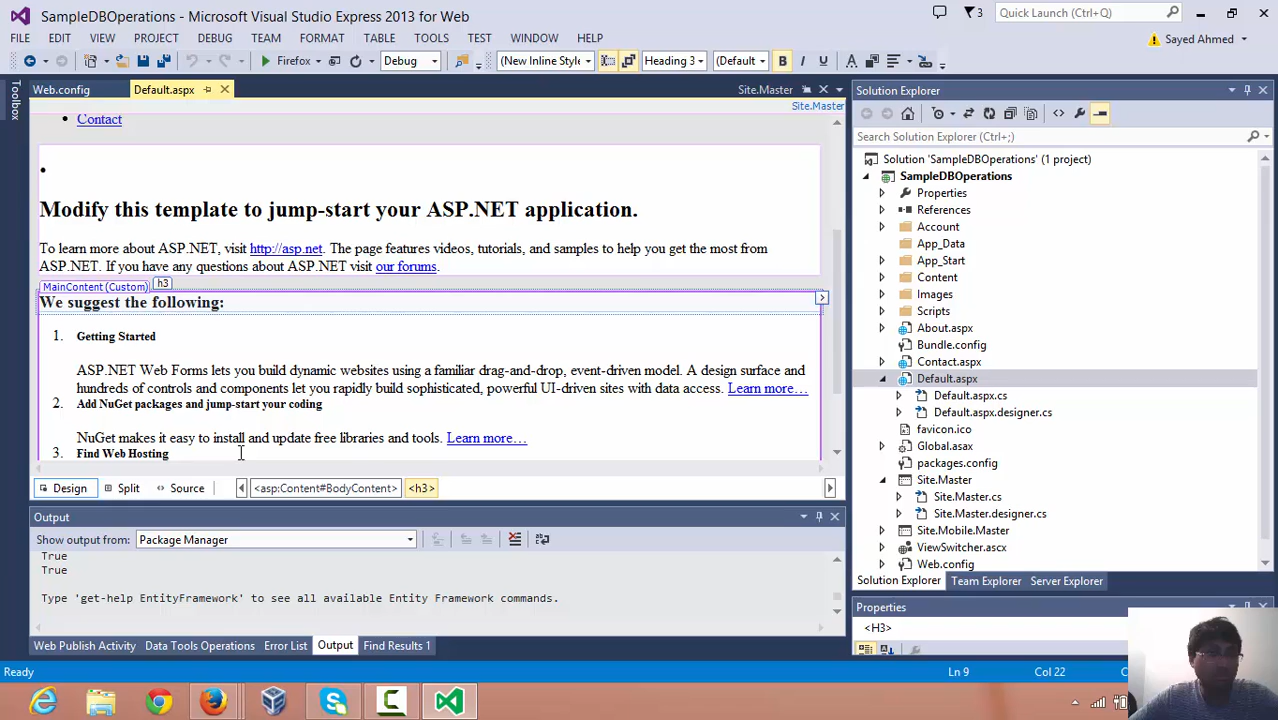 SampleDBOperations - Microsoft Visual Studio Express 2013 for Web
3
Quick Launch (Ctrl+Q)
FILE EDIT VIEW PROJECT DEBUG TEAM FORMAT TABLE TOOLS TEST WINDOW HELP
Sayed Ahmed
Firefox Debug (New Inline Style Heading 3 (Default B I U
Toolbox
Web.config Default.aspx Site.Master
Site.Master
Contact
Modify this template to jump-start your ASP.NET application.
To learn more about ASP.NET, visit http://asp.net. The page features videos, tutorials, and samples to help you get the most from
ASP.NET. If you have any questions about ASP.NET visit our forums.
MainContent (Custom) h3
We suggest the following:
1. Getting Started
ASP.NET Web Forms lets you build dynamic websites using a familiar drag-and-drop, event-driven model. A design surface and
hundreds of controls and components let you rapidly build sophisticated, powerful UI-driven sites with data access. Learn more…
2. Add NuGet packages and jump-start your coding
NuGet makes it easy to install and update free libraries and tools. Learn more…
3. Find Web Hosting
Design Split Source <asp:Content#BodyContent> <h3>
Output
Show output from: Package Manager
True
True
Type 'get-help EntityFramework' to see all available Entity Framework commands.
Web Publish Activity Data Tools Operations Error List Output Find Results 1
Solution Explorer
Search Solution Explorer (Ctrl+;)
Solution 'SampleDBOperations' (1 project)
SampleDBOperations
Properties
References
Account
App_Data
App_Start
Content
Images
Scripts
About.aspx
Bundle.config
Contact.aspx
Default.aspx
Default.aspx.cs
Default.aspx.designer.cs
favicon.ico
Global.asax
packages.config
Site.Master
Site.Master.cs
Site.Master.designer.cs
Site.Mobile.Master
ViewSwitcher.ascx
Web.config
Solution Explorer Team Explorer Server Explorer
Properties
<H3>
Ready Ln 9 Col 22 C